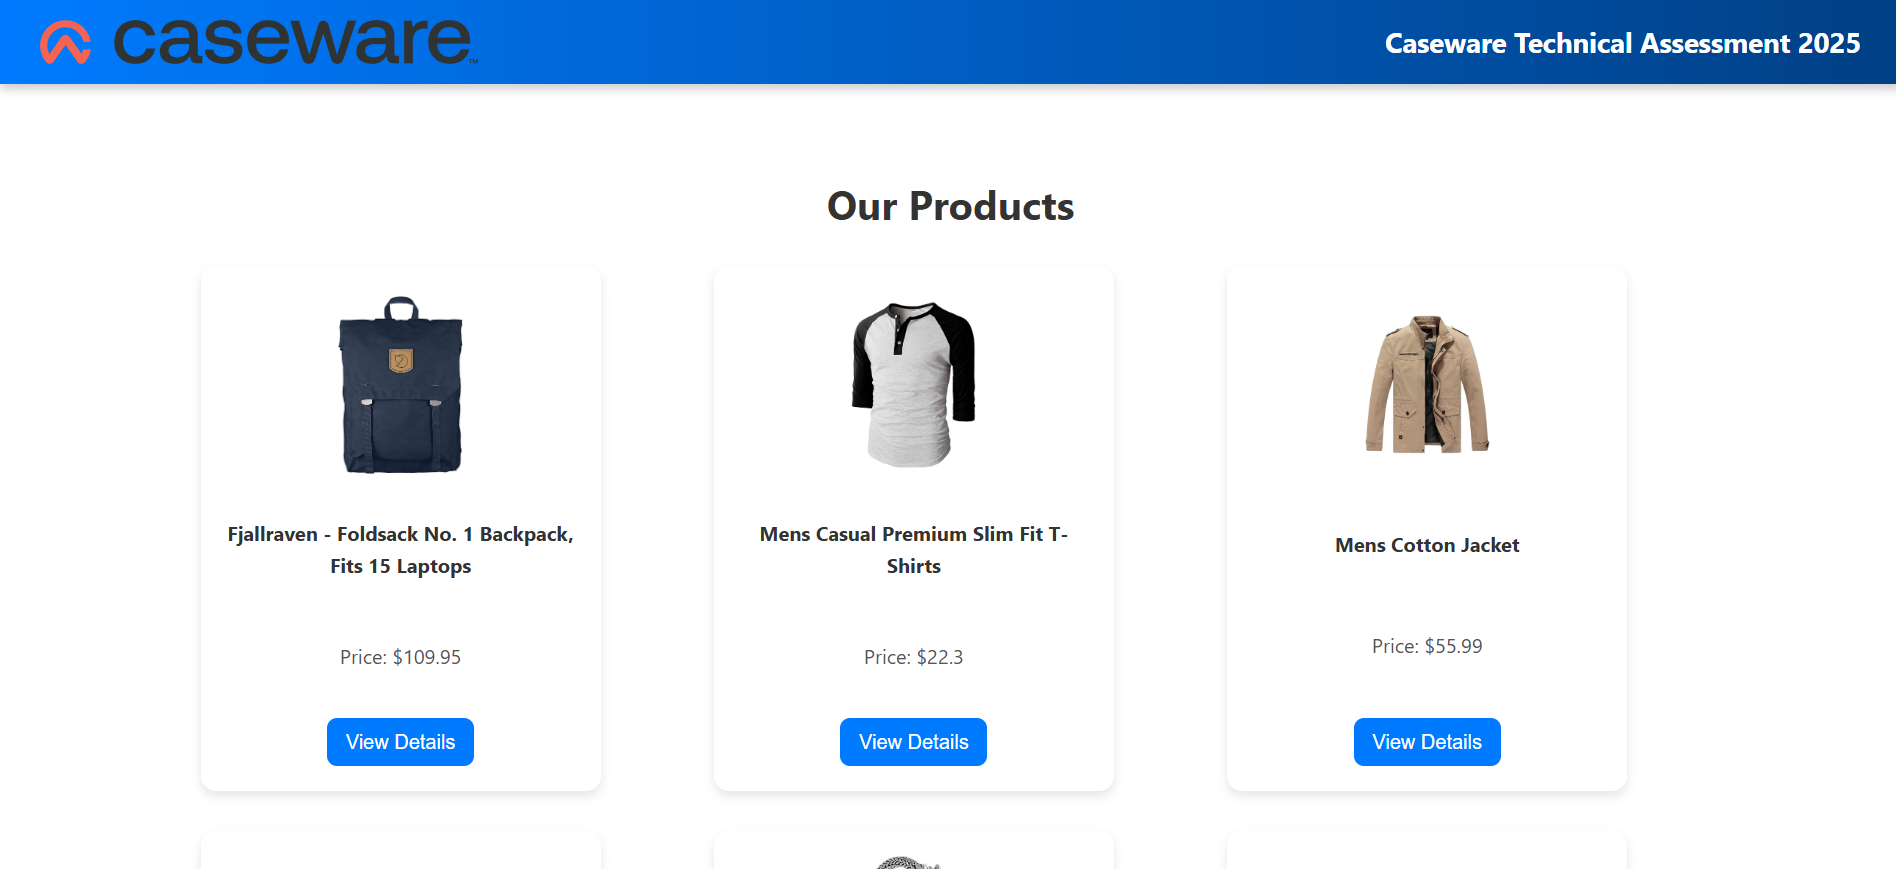 caseware™
Caseware Technical Assessment 2025
Our Products
Fjallraven - Foldsack No. 1 Backpack,
Fits 15 Laptops
Price: $109.95
View Details
Mens Casual Premium Slim Fit T-
Shirts
Price: $22.3
View Details
Mens Cotton Jacket
Price: $55.99
View Details